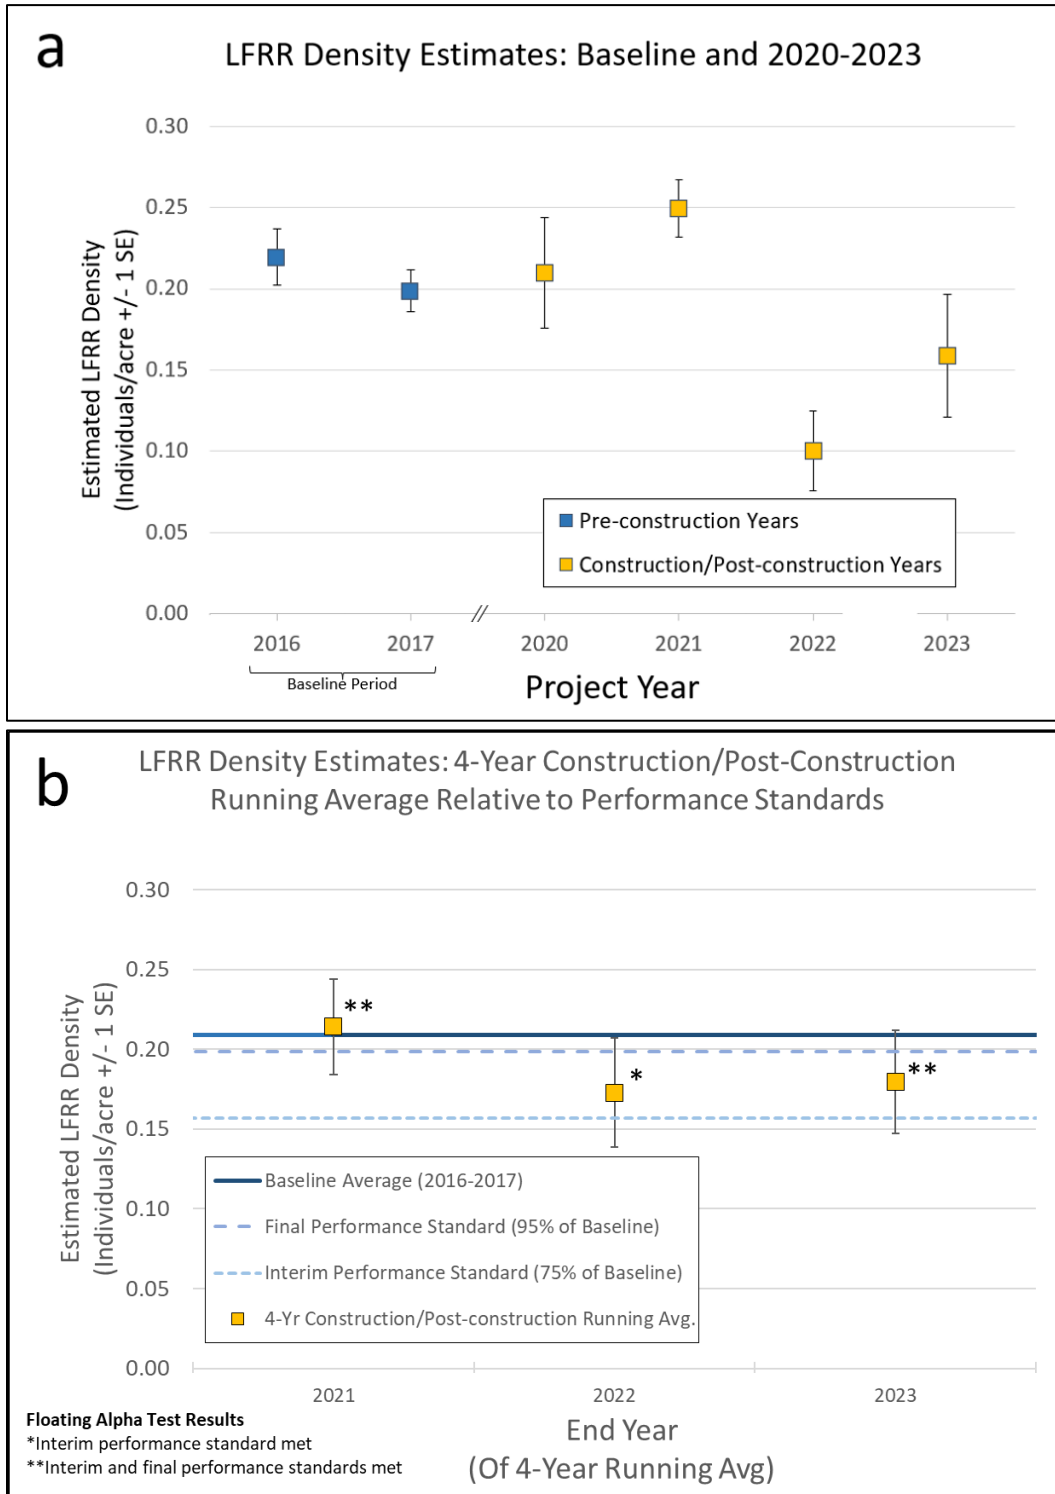 a
LFRR Density Estimates: Baseline and 2020-2023
Estimated LFRR Density
(Individuals/acre +/- 1 SE)
0.30
0.25
0.20
0.15
0.10
0.05
0.00
Pre-construction Years
Construction/Post-construction Years
2016 2017 // 2020 2021 2022 2023
Baseline Period
Project Year
b
LFRR Density Estimates: 4-Year Construction/Post-Construction
Running Average Relative to Performance Standards
Estimated LFRR Density
(Individuals/acre +/- 1 SE)
0.30
0.25
0.20
0.15
0.10
0.05
0.00
**
*
**
Baseline Average (2016-2017)
Final Performance Standard (95% of Baseline)
Interim Performance Standard (75% of Baseline)
4-Yr Construction/Post-construction Running Avg.
2021 2022 2023
End Year
(Of 4-Year Running Avg)
Floating Alpha Test Results
*Interim performance standard met
**Interim and final performance standards met